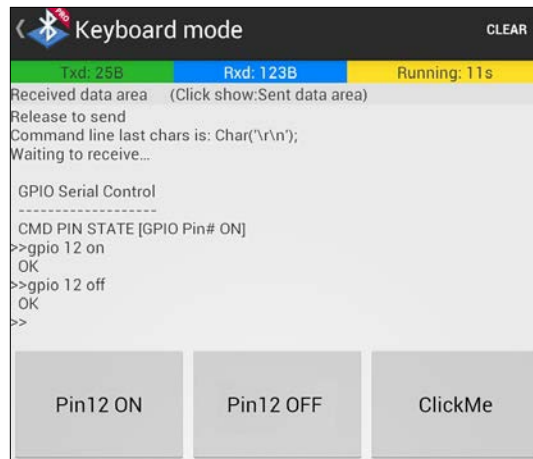 PRO
Keyboard mode
CLEAR
Txd: 25B
Rxd: 123B
Running: 11s
Received data area (Click show:Sent data area)
Release to send
Command line last chars is: Char('\r\n');
Waiting to receive...
GPIO Serial Control
-------------------
CMD PIN STATE [GPIO Pin# ON]
>>gpio 12 on
OK
>>gpio 12 off
OK
>>
Pin12 ON
Pin12 OFF
ClickMe